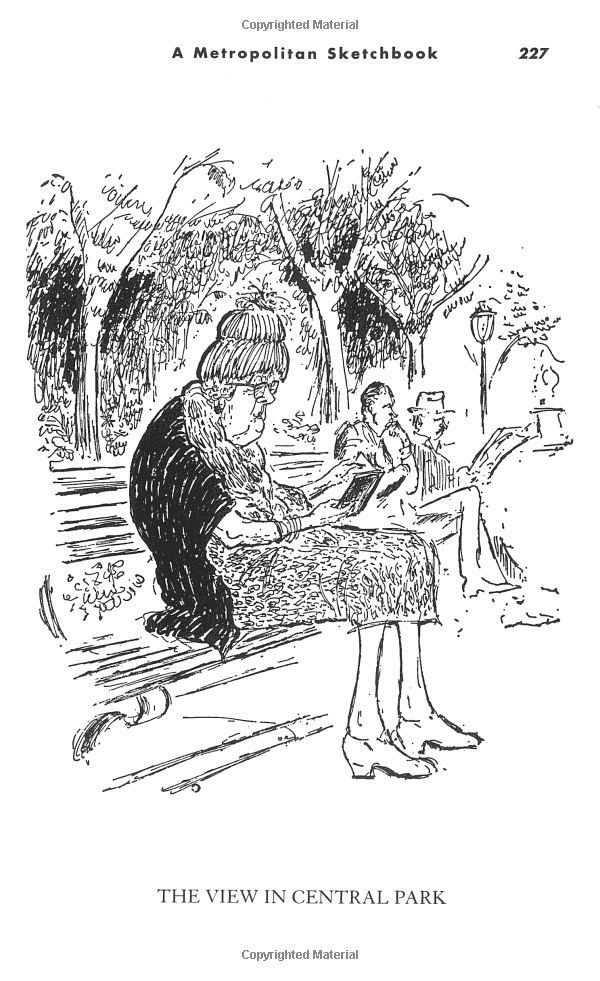 Copyrighted Material
A Metropolitan Sketchbook 227
THE VIEW IN CENTRAL PARK
Copyrighted Material